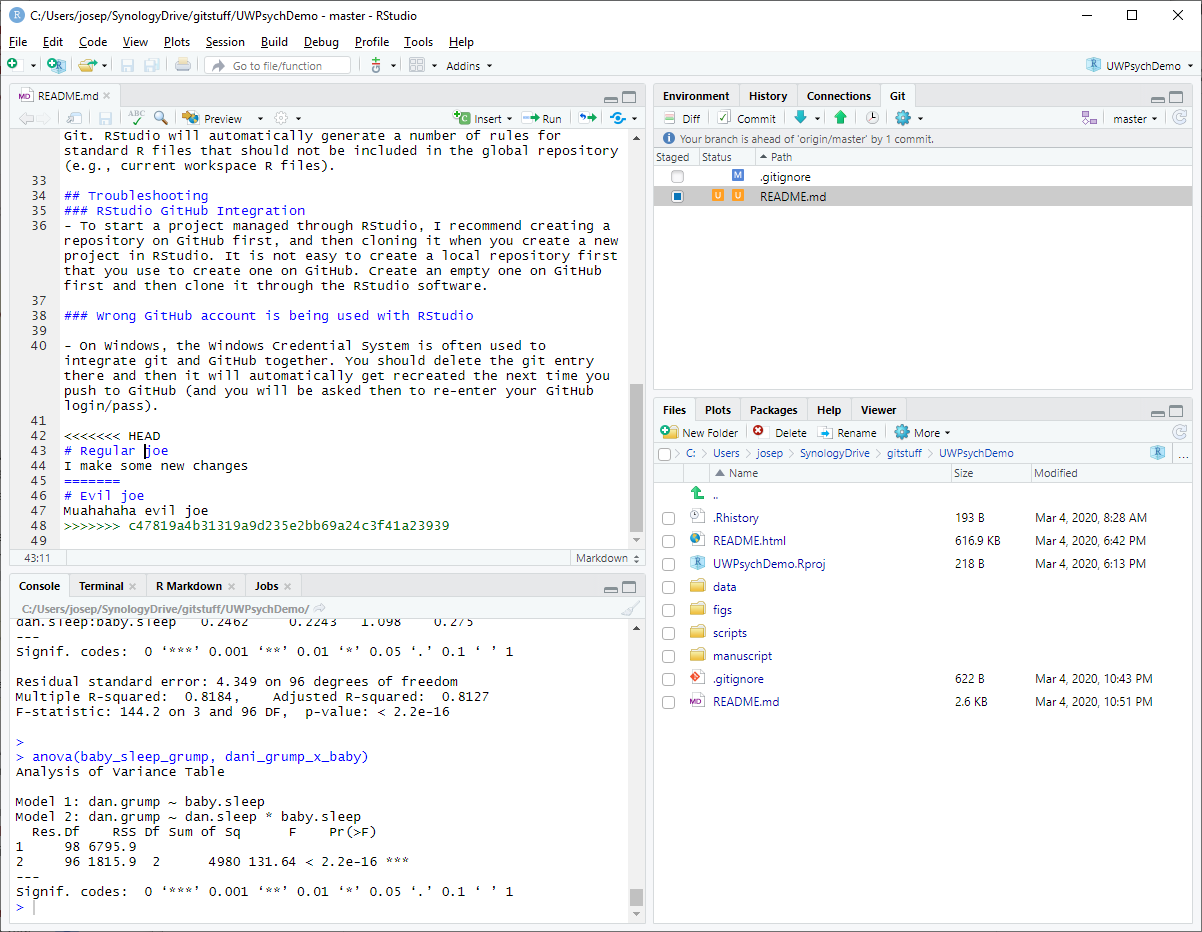 C:/Users/josep/SynologyDrive/gitstuff/UWPsychDemo - master - RStudio
File Edit Code View Plots Session Build Debug Profile Tools Help
Go to file/function Addins UWPsychDemo
README.md
ABC Preview Insert Run
Git. RStudio will automatically generate a number of rules for
standard R files that should not be included in the global repository
(e.g., current workspace R files).
33
34 ## Troubleshooting
35 ### RStudio GitHub Integration
36 - To start a project managed through RStudio, I recommend creating a
repository on GitHub first, and then cloning it when you create a new
project in RStudio. It is not easy to create a local repository first
that you use to create one on GitHub. Create an empty one on GitHub
first and then clone it through the RStudio software.
37
38 ### Wrong GitHub account is being used with RStudio
39
40 - On Windows, the Windows Credential System is often used to
integrate git and GitHub together. You should delete the git entry
there and then it will automatically get recreated the next time you
push to GitHub (and you will be asked then to re-enter your GitHub
login/pass).
41
42 <<<<<<< HEAD
43 # Regular joe
44 I make some new changes
45 =======
46 # Evil joe
47 Muahahaha evil joe
48 >>>>>>> c47819a4b31319a9d235e2bb69a24c3f41a23939
49
43:11 Markdown
Console Terminal R Markdown Jobs
C:/Users/josep/SynologyDrive/gitstuff/UWPsychDemo/
dan.sleep:baby.sleep 0.2462 0.2243 1.098 0.275
---
Signif. codes: 0 ‘***’ 0.001 ‘**’ 0.01 ‘*’ 0.05 ‘.’ 0.1 ‘ ’ 1
Residual standard error: 4.349 on 96 degrees of freedom
Multiple R-squared: 0.8184, Adjusted R-squared: 0.8127
F-statistic: 144.2 on 3 and 96 DF, p-value: < 2.2e-16
>
> anova(baby_sleep_grump, dani_grump_x_baby)
Analysis of Variance Table
Model 1: dan.grump ~ baby.sleep
Model 2: dan.grump ~ dan.sleep * baby.sleep
Res.Df RSS Df Sum of Sq F Pr(>F)
1 98 6795.9
2 96 1815.9 2 4980 131.64 < 2.2e-16 ***
---
Signif. codes: 0 ‘***’ 0.001 ‘**’ 0.01 ‘*’ 0.05 ‘.’ 0.1 ‘ ’ 1
>
Environment History Connections Git
Diff Commit master
Your branch is ahead of 'origin/master' by 1 commit.
Staged Status Path
M .gitignore
U U README.md
Files Plots Packages Help Viewer
New Folder Delete Rename More
C: Users josep SynologyDrive gitstuff UWPsychDemo ...
Name Size Modified
..
.Rhistory 193 B Mar 4, 2020, 8:28 AM
README.html 616.9 KB Mar 4, 2020, 6:42 PM
UWPsychDemo.Rproj 218 B Mar 4, 2020, 6:13 PM
data
figs
scripts
manuscript
.gitignore 622 B Mar 4, 2020, 10:43 PM
README.md 2.6 KB Mar 4, 2020, 10:51 PM